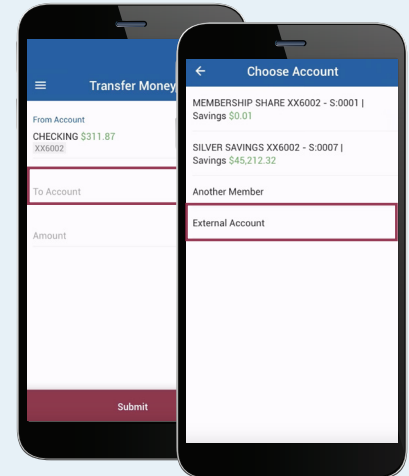 Transfer Money
From Account
CHECKING $311.87
XX6002
To Account
Amount
Submit
Choose Account
MEMBERSHIP SHARE XX6002 - S:0001 |
Savings $0.01
SILVER SAVINGS XX6002 - S:0007 |
Savings $45,212.32
Another Member
External Account